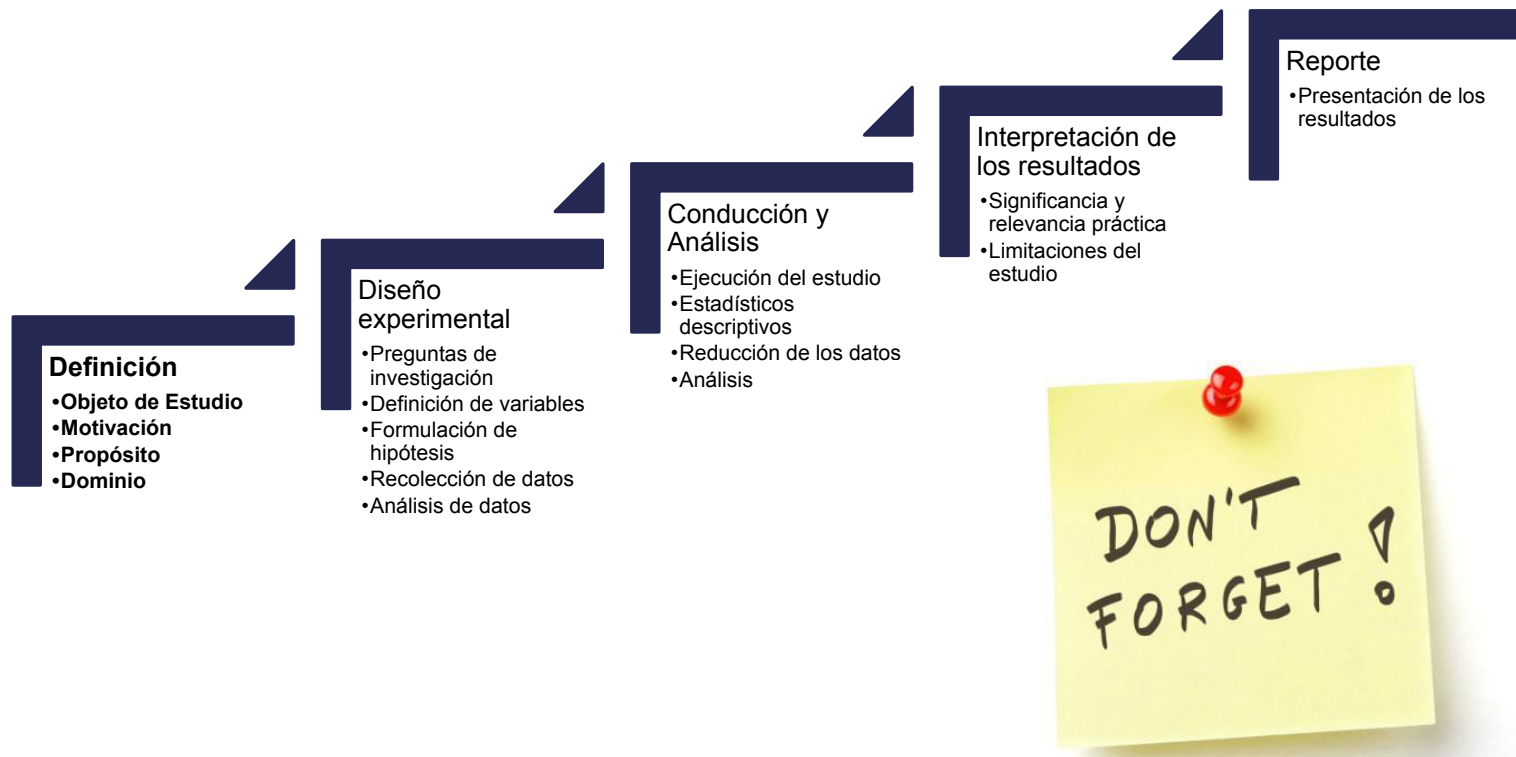 Definición
•Objeto de Estudio
•Motivación
•Propósito
•Dominio
Diseño
experimental
•Preguntas de
investigación
•Definición de variables
•Formulación de
hipótesis
•Recolección de datos
•Análisis de datos
Conducción y
Análisis
•Ejecución del estudio
•Estadísticos
descriptivos
•Reducción de los datos
•Análisis
Interpretación de
los resultados
•Significancia y
relevancia práctica
•Limitaciones del
estudio
Reporte
•Presentación de los
resultados
DON'T
FORGET!